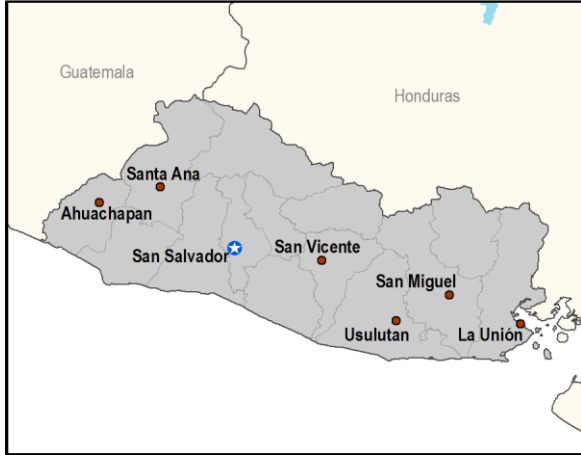 Guatemala
Honduras
Santa Ana
Ahuachapan
San Salvador
San Vicente
San Miguel
Usulutan
La Unión